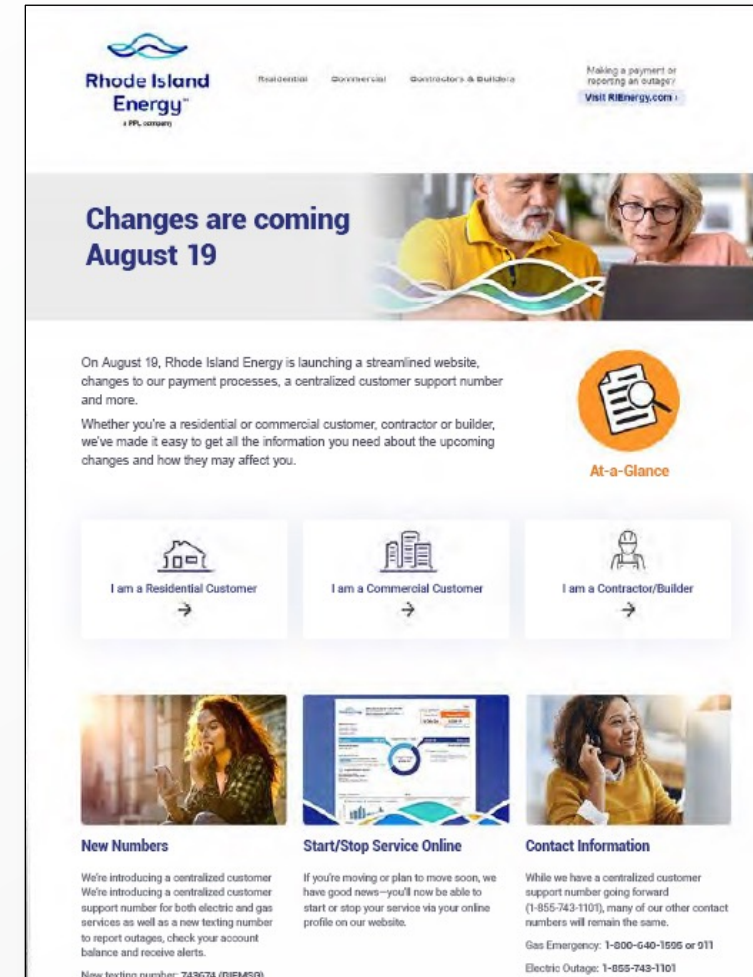 Rhode Island
Energy™
a PPL company
Residential
Commercial
Contractors & Builders
Making a payment or
reporting an outage?
Visit RIEnergy.com ›
Changes are coming
August 19
On August 19, Rhode Island Energy is launching a streamlined website,
changes to our payment processes, a centralized customer support number
and more.
Whether you're a residential or commercial customer, contractor or builder,
we've made it easy to get all the information you need about the upcoming
changes and how they may affect you.
At-a-Glance
I am a Residential Customer
→
I am a Commercial Customer
→
I am a Contractor/Builder
→
New Numbers
We're introducing a centralized customer
We're introducing a centralized customer
support number for both electric and gas
services as well as a new texting number
to report outages, check your account
balance and receive alerts.
New texting number: 743674 (RIEMSG)
Start/Stop Service Online
If you're moving or plan to move soon, we
have good news—you'll now be able to
start or stop your service via your online
profile on our website.
Contact Information
While we have a centralized customer
support number going forward
(1-855-743-1101), many of our other contact
numbers will remain the same.
Gas Emergency: 1-800-640-1595 or 911
Electric Outage: 1-855-743-1101